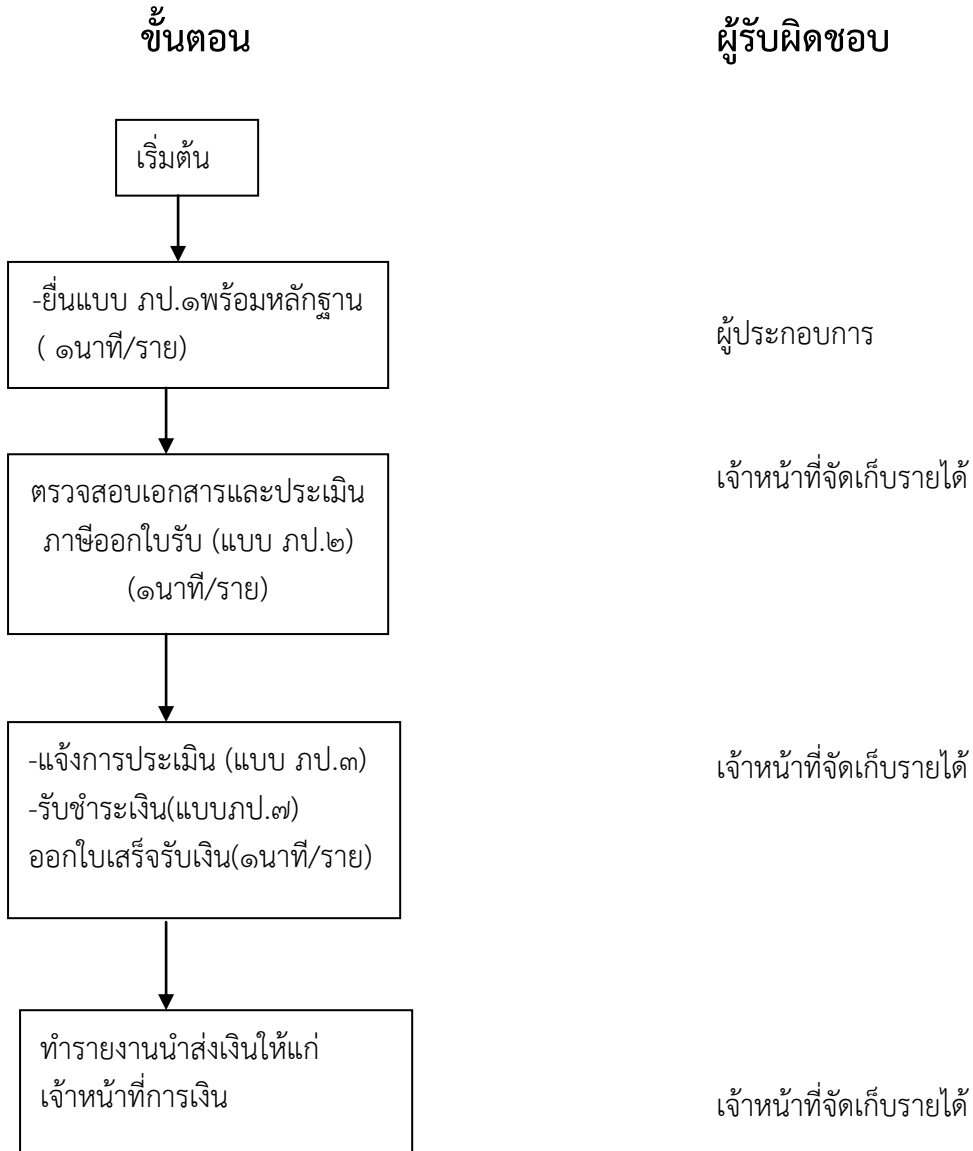 ขั้นตอน
ผู้รับผิดชอบ
เริ่มต้น
-ยื่นแบบ ภป.๑พร้อมหลักฐาน
( ๑นาที/ราย)
ผู้ประกอบการ
ตรวจสอบเอกสารและประเมิน
ภาษีออกใบรับ (แบบ ภป.๒)
(๑นาที/ราย)
เจ้าหน้าที่จัดเก็บรายได้
-แจ้งการประเมิน (แบบ ภป.๓)
-รับชำระเงิน(แบบภป.๗)
ออกใบเสร็จรับเงิน(๑นาที/ราย)
เจ้าหน้าที่จัดเก็บรายได้
ทำรายงานนำส่งเงินให้แก่
เจ้าหน้าที่การเงิน
เจ้าหน้าที่จัดเก็บรายได้